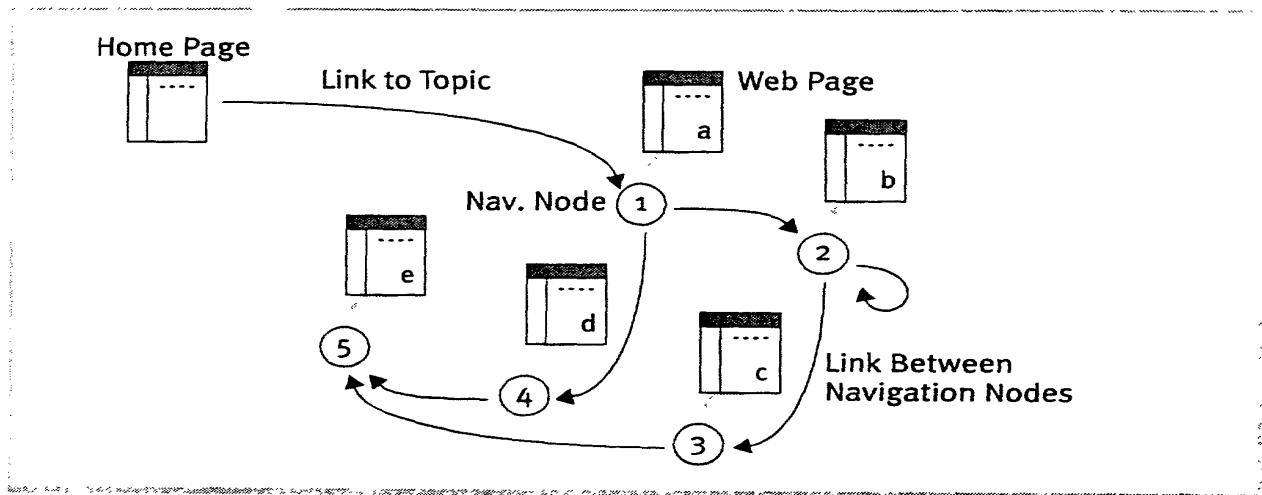 Home Page
Link to Topic
Web Page
a
b
Nav. Node 1
2
e
d
5
c
Link Between
Navigation Nodes
4
3